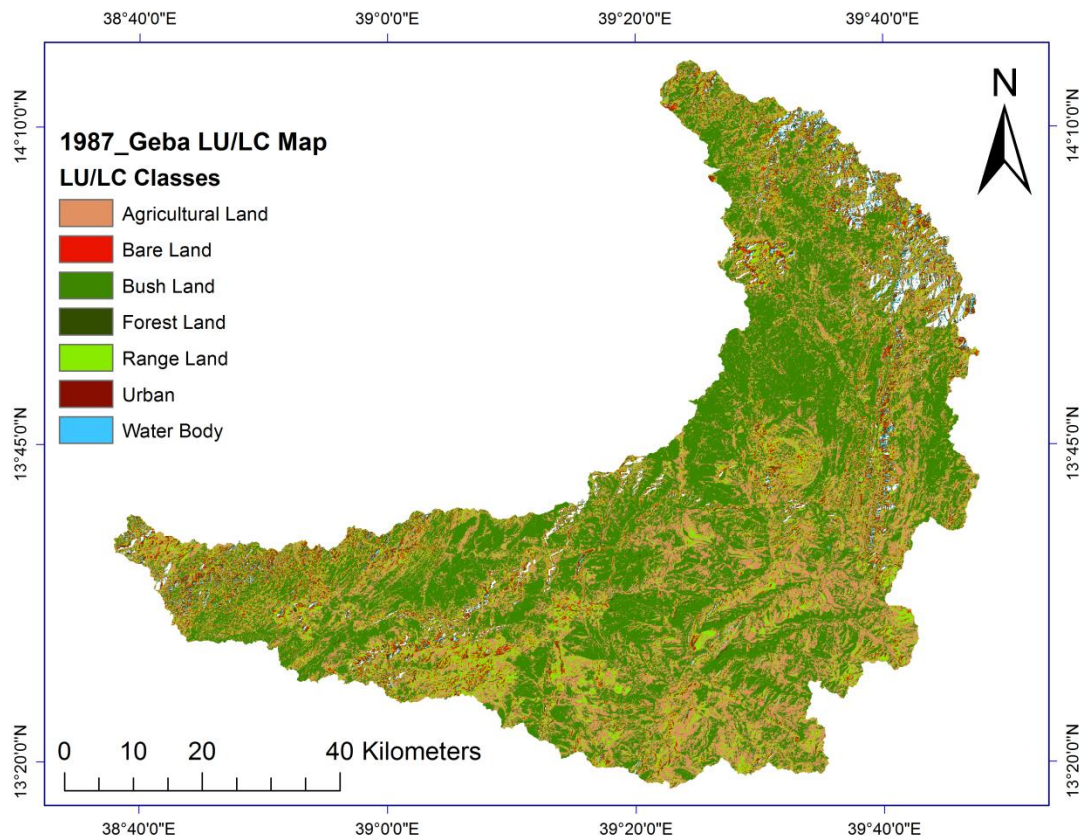 38°40'0"E 39°0'0"E 39°20'0"E 39°40'0"E
14°10'0"N
14°10'0"N
N
1987_Geba LU/LC Map
LU/LC Classes
Agricultural Land
Bare Land
Bush Land
Forest Land
Range Land
Urban
Water Body
13°45'0"N
13°45'0"N
0 10 20 40 Kilometers
13°20'0"N
13°20'0"N
38°40'0"E 39°0'0"E 39°20'0"E 39°40'0"E